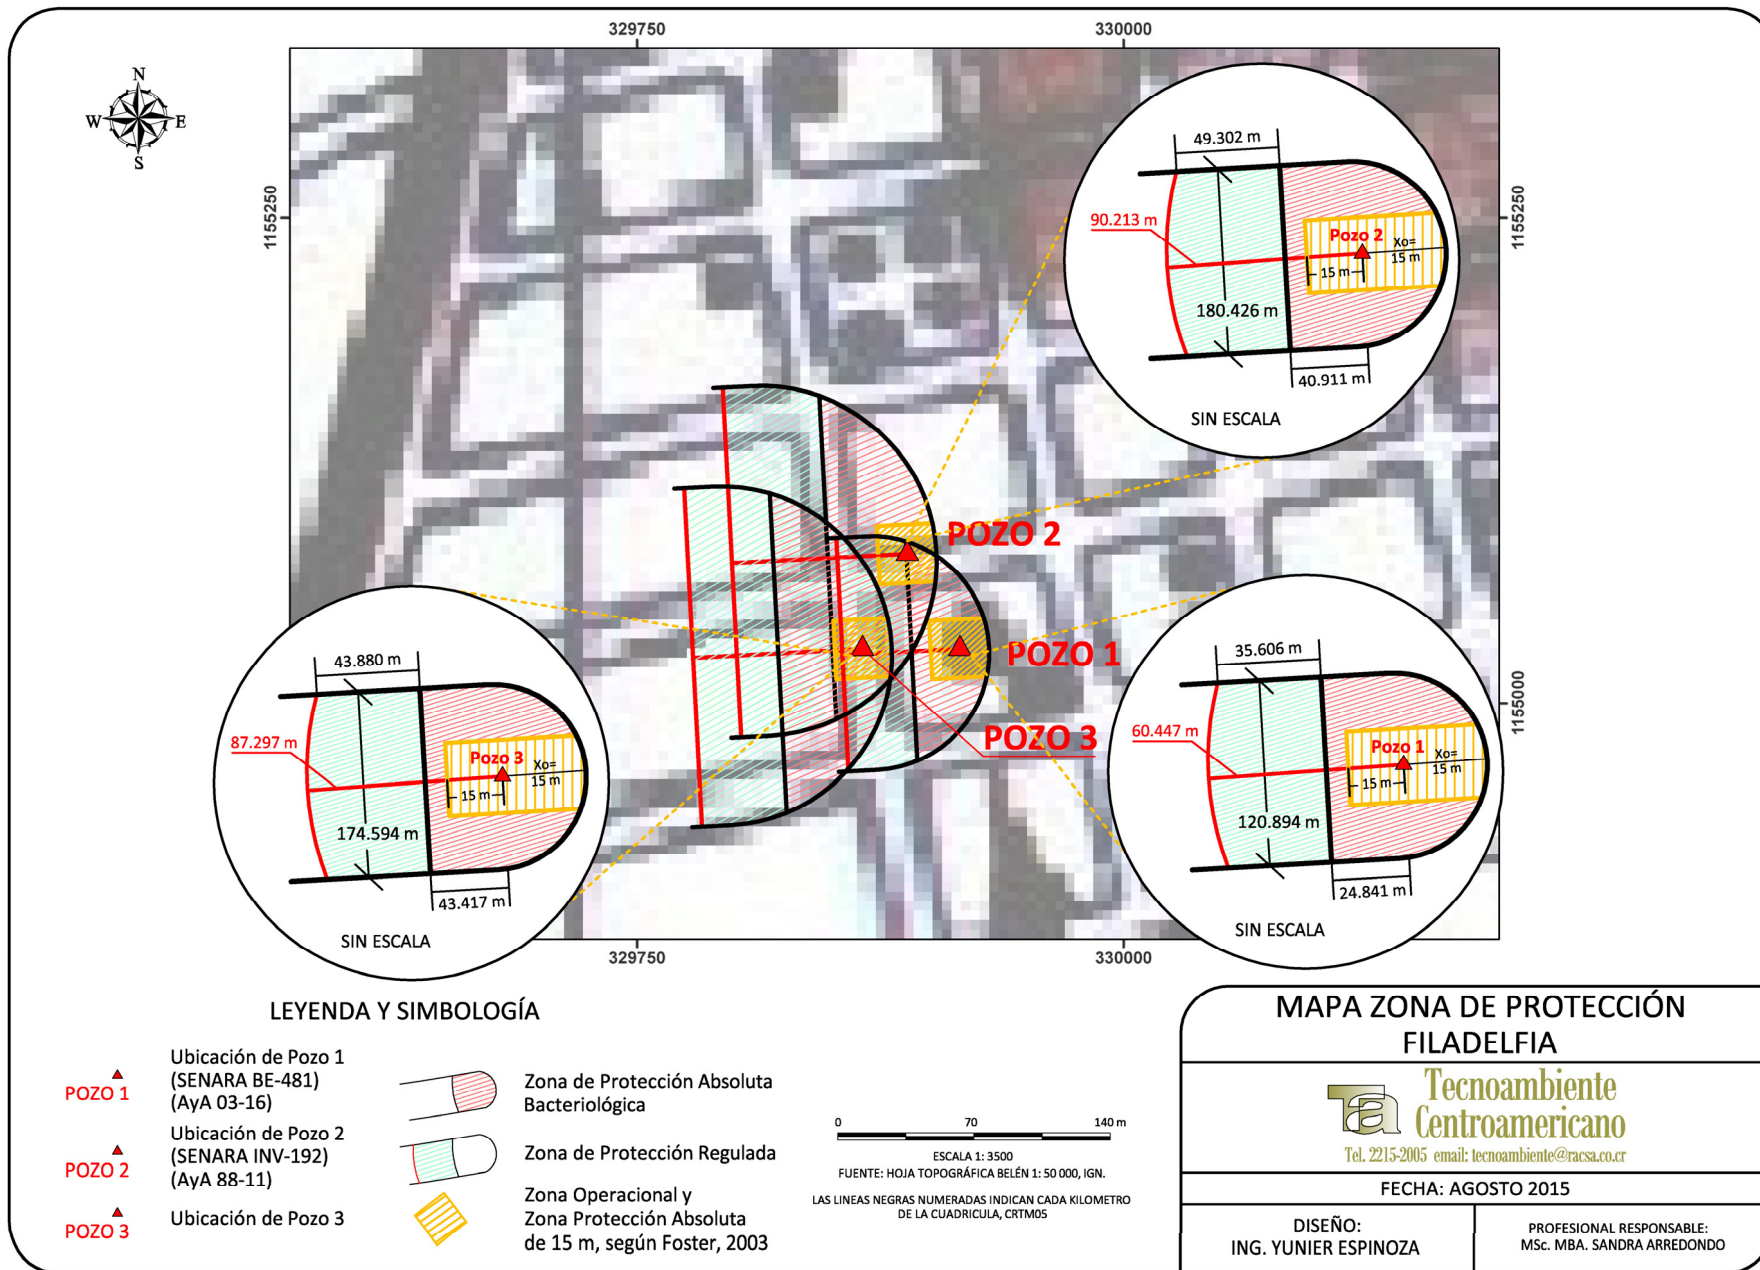 329750
330000
N
W
E
S
1155250
1155250
49.302 m
90.213 m
Pozo 2
Xo=
15 m
15 m
180.426 m
40.911 m
SIN ESCALA
POZO 2
POZO 1
POZO 3
1155000
43.880 m
87.297 m
Pozo 3
Xo=
15 m
15 m
174.594 m
43.417 m
SIN ESCALA
35.606 m
60.447 m
Pozo 1
Xo=
15 m
15 m
120.894 m
24.841 m
SIN ESCALA
329750
330000
LEYENDA Y SIMBOLOGÍA
POZO 1
Ubicación de Pozo 1
(SENARA BE-481)
(AyA 03-16)
POZO 2
Ubicación de Pozo 2
(SENARA INV-192)
(AyA 88-11)
POZO 3
Ubicación de Pozo 3
Zona de Protección Absoluta
Bacteriológica
Zona de Protección Regulada
Zona Operacional y
Zona Protección Absoluta
de 15 m, según Foster, 2003
0 70 140 m
ESCALA 1: 3500
FUENTE: HOJA TOPOGRÁFICA BELÉN 1: 50 000, IGN.
LAS LINEAS NEGRAS NUMERADAS INDICAN CADA KILOMETRO
DE LA CUADRICULA, CRTM05
MAPA ZONA DE PROTECCIÓN
FILADELFIA
Ta
Tecnoambiente
Centroamericano
Tel. 2215-2005 email: tecnoambiente@racsa.co.cr
FECHA: AGOSTO 2015
DISEÑO:
ING. YUNIER ESPINOZA
PROFESIONAL RESPONSABLE:
MSc. MBA. SANDRA ARREDONDO